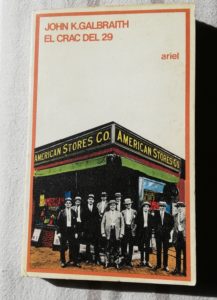 JOHN K.GALBRAITH
EL CRAC DEL 29
ariel
AMERICAN STORES CO.
AMERICAN STORES CO.